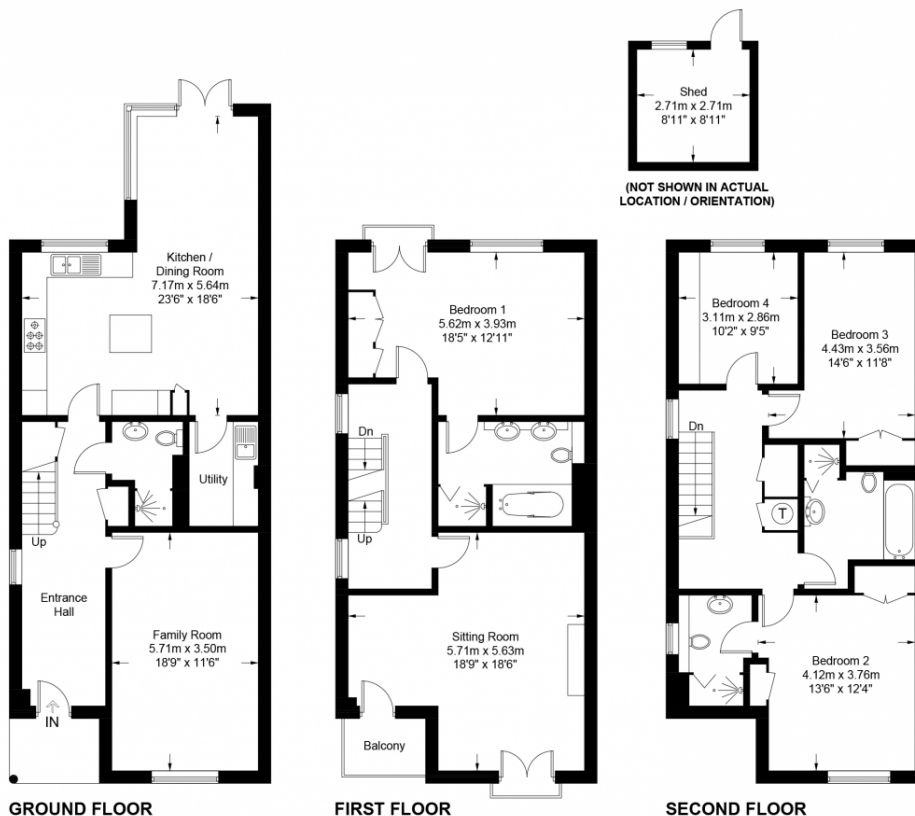 Shed
2.71m x 2.71m
8'11" x 8'11"
(NOT SHOWN IN ACTUAL
LOCATION / ORIENTATION)
Kitchen /
Dining Room
7.17m x 5.64m
23'6" x 18'6"
Utility
Up
Entrance
Hall
Family Room
5.71m x 3.50m
18'9" x 11'6"
IN
GROUND FLOOR
Bedroom 1
5.62m x 3.93m
18'5" x 12'11"
Dn
Up
Sitting Room
5.71m x 5.63m
18'9" x 18'6"
Balcony
FIRST FLOOR
Bedroom 4
3.11m x 2.86m
10'2" x 9'5"
Bedroom 3
4.43m x 3.56m
14'6" x 11'8"
Dn
T
Bedroom 2
4.12m x 3.76m
13'6" x 12'4"
SECOND FLOOR